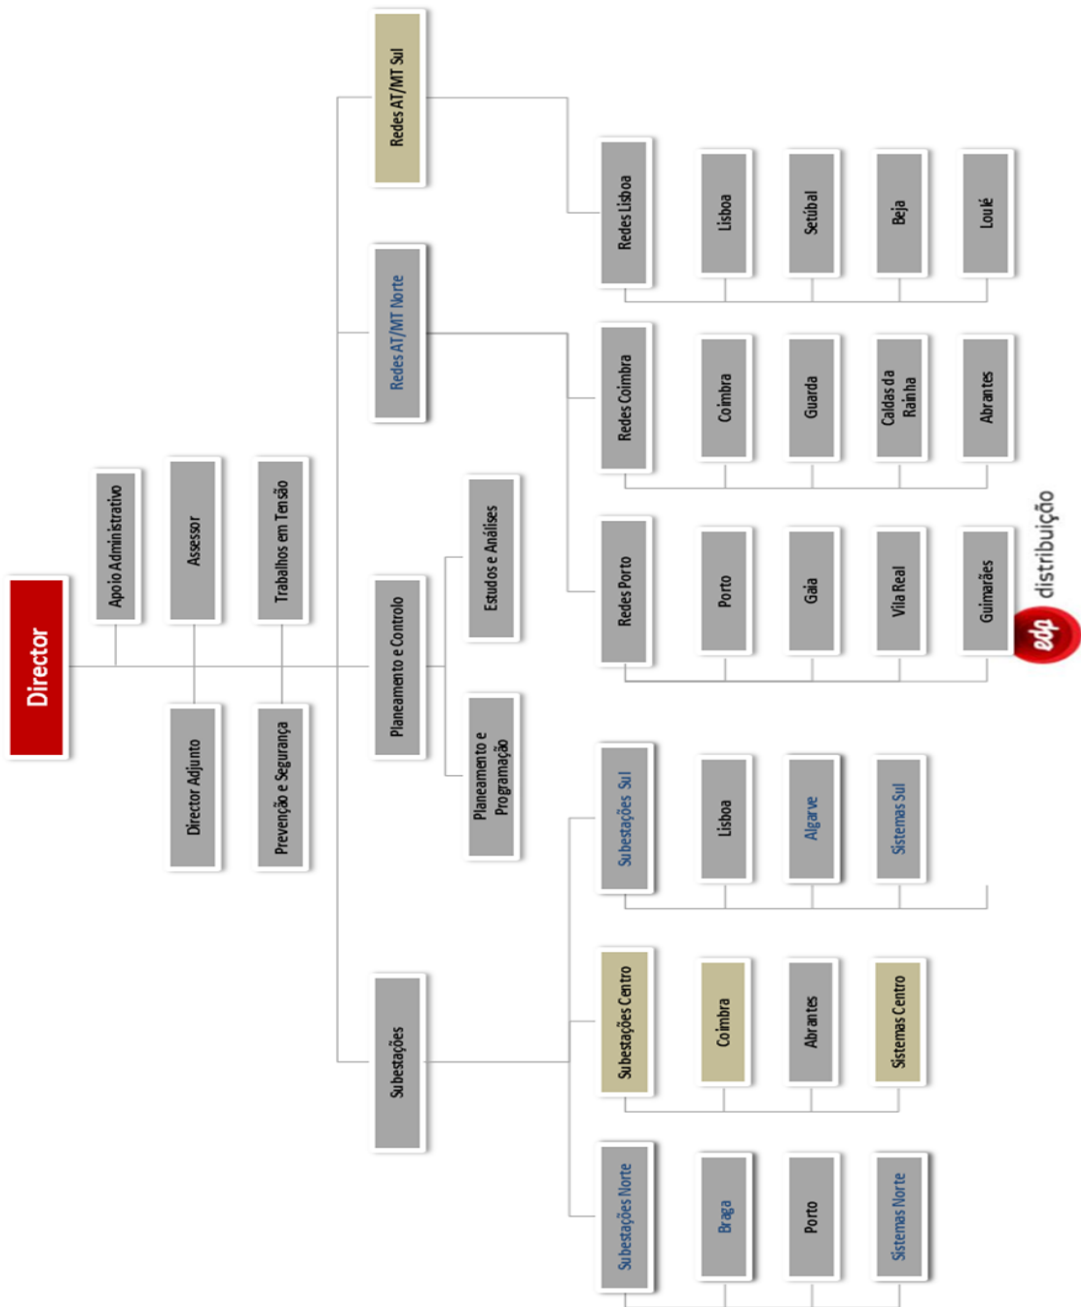 Director
Apoio Administrativo
Director Adjunto
Assessor
Prevenção e Segurança
Trabalhos em Tensão
Subestações
Planeamento e Controlo
Redes AT/MT Norte
Redes AT/MT Sul
Planeamento e
Programação
Estudos e Análises
Subestações Norte
Braga
Porto
Sistemas Norte
Subestações Centro
Coimbra
Abrantes
Sistemas Centro
Subestações Sul
Lisboa
Algarve
Sistemas Sul
Redes Porto
Porto
Gaia
Vila Real
Guimarães
Redes Coimbra
Coimbra
Guarda
Caldas da
Rainha
Abrantes
Redes Lisboa
Lisboa
Setúbal
Beja
Loulé
edp distribuição